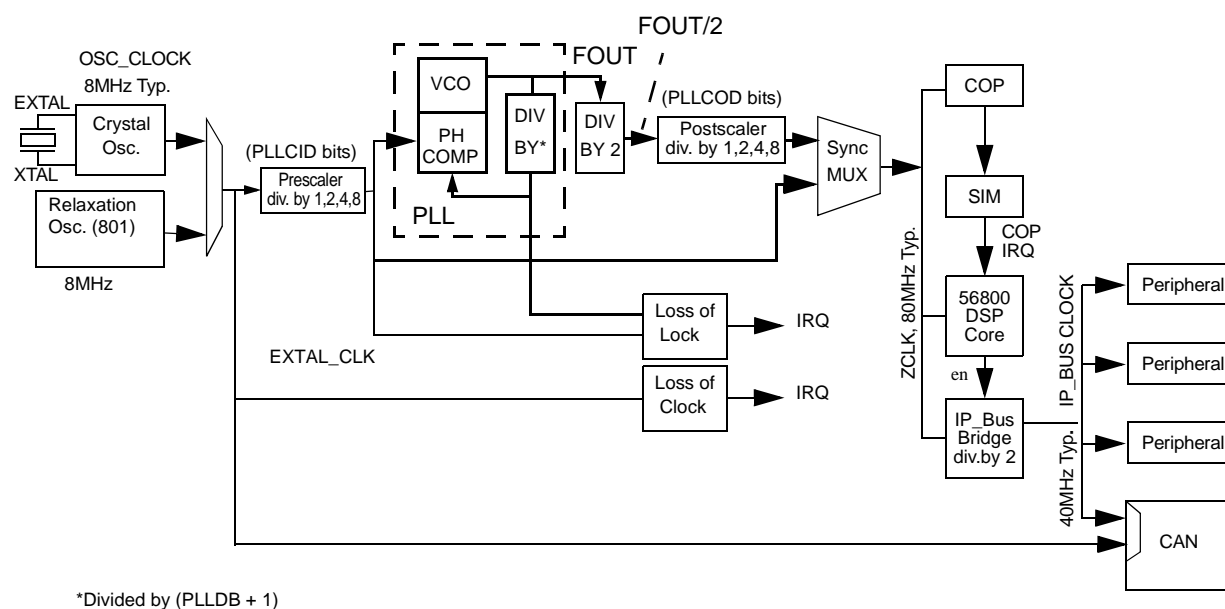 FOUT/2
FOUT
OSC_CLOCK
8MHz Typ.
EXTAL
XTAL
Crystal
Osc.
Relaxation
Osc. (801)
8MHz
(PLLCID bits)
Prescaler
div. by 1,2,4,8
VCO
PH
COMP
DIV
BY*
PLL
DIV
BY 2
(PLLCOD bits)
Postscaler
div. by 1,2,4,8
Sync
MUX
COP
SIM
COP
IRQ
56800
DSP
Core
en
IP_Bus
Bridge
div.by 2
ZCLK, 80MHz Typ.
40MHz Typ. IP_BUS CLOCK
Peripheral
Peripheral
Peripheral
CAN
Loss of
Lock
IRQ
EXTAL_CLK
Loss of
Clock
IRQ
*Divided by (PLLDB + 1)